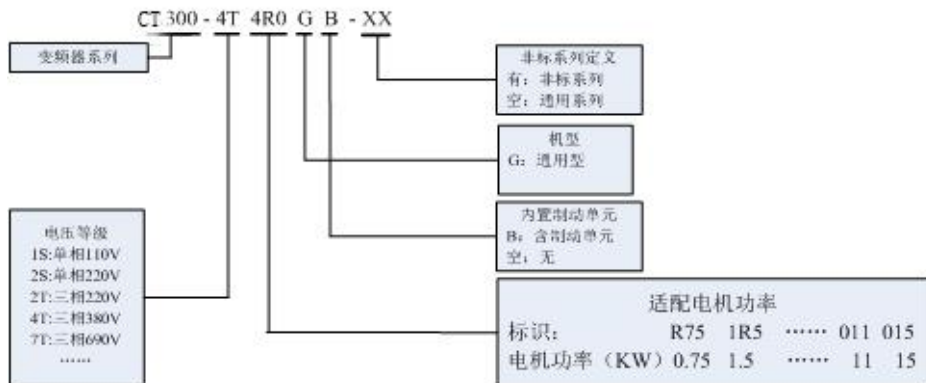 CT300-4T 4R0 G B - XX
变频器系列
非标系列定义
有：非标系列
空：通用系列
机型
G：通用型
内置制动单元
B：含制动单元
空：无
电压等级
1S:单相110V
2S:单相220V
2T:三相220V
4T:三相380V
7T:三相690V
……
适配电机功率
标识： R75 1R5 …… 011 015
电机功率（KW）0.75 1.5 …… 11 15